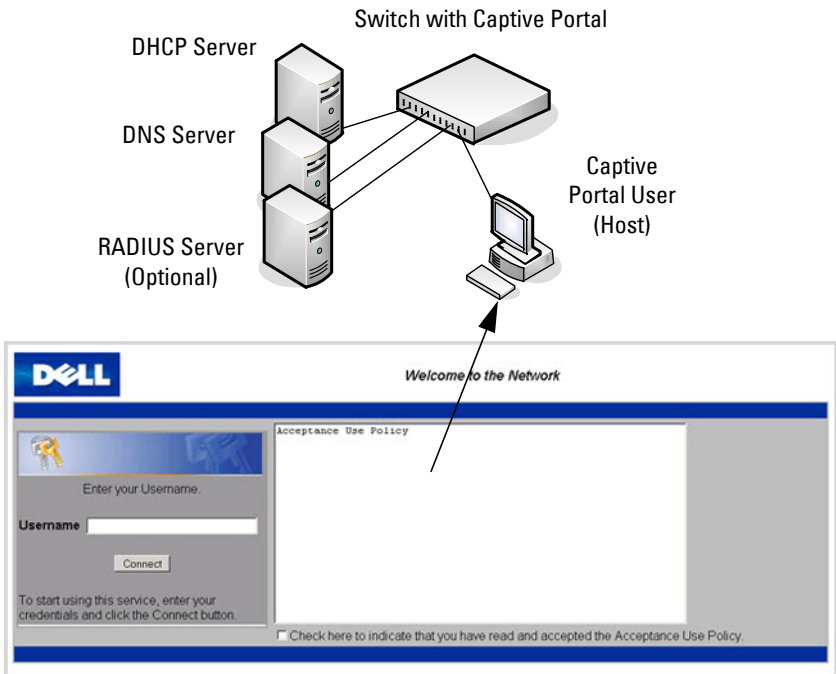 Switch with Captive Portal
DHCP Server
DNS Server
Captive
Portal User
(Host)
RADIUS Server
(Optional)
DELL
Welcome to the Network
Acceptance Use Policy
Enter your Username.
Username
Connect
To start using this service, enter your
credentials and click the Connect button.
Check here to indicate that you have read and accepted the Acceptance Use Policy.